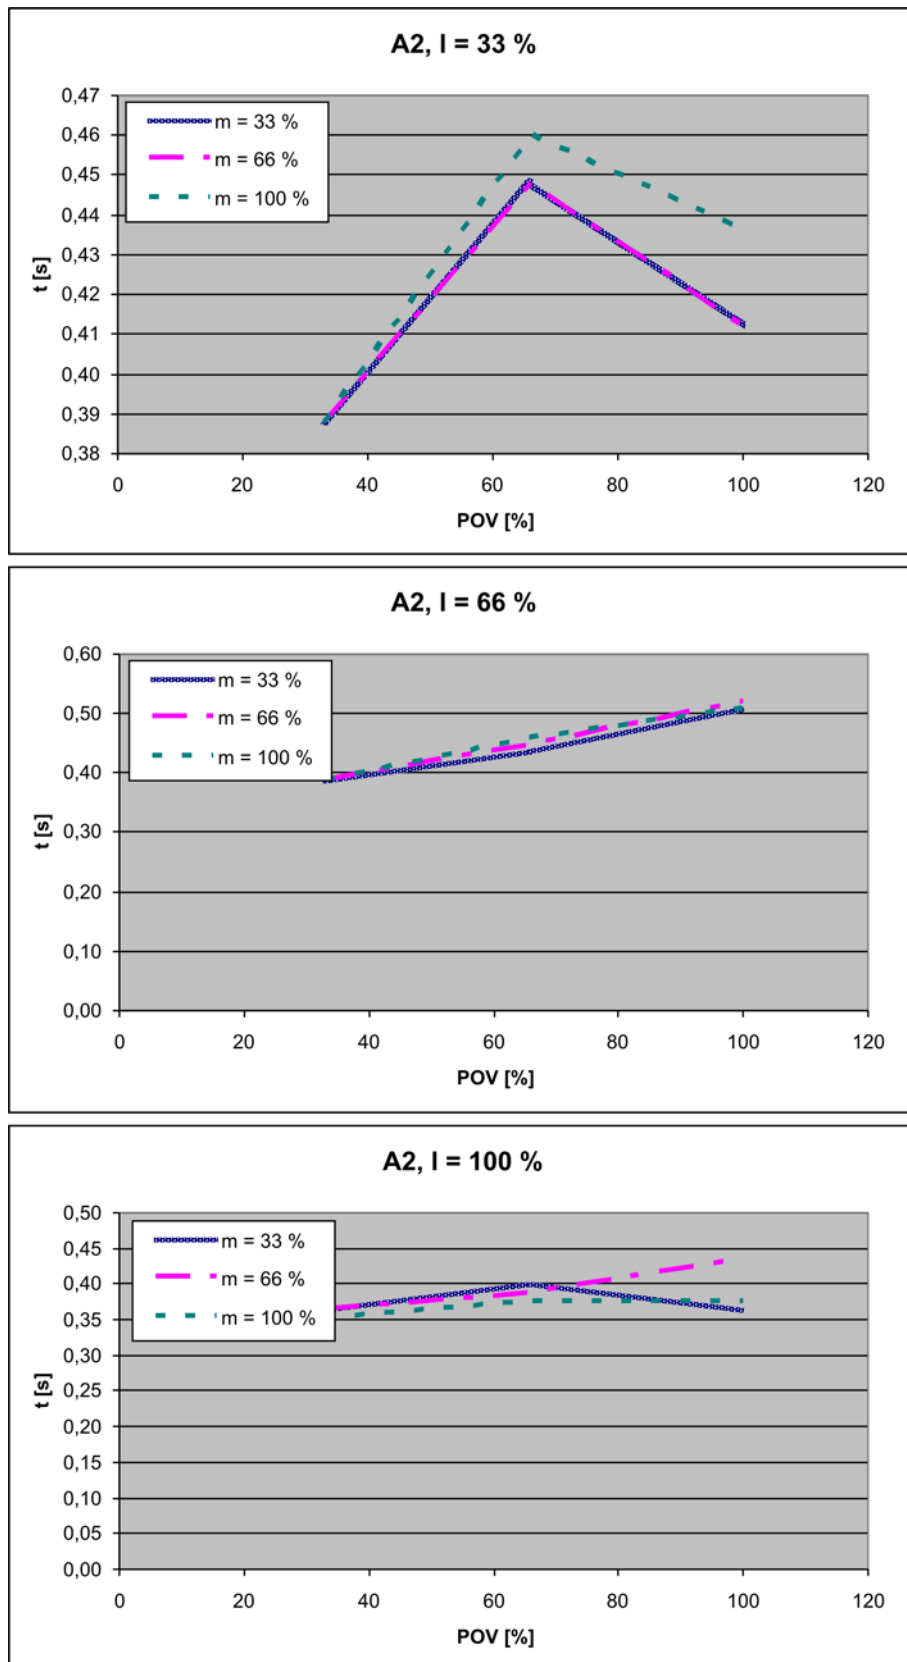 A2, l = 33 %
0,47
0,46
0,45
0,44
0,43
0,42
0,41
0,40
0,39
0,38
t [s]
m = 33 %
m = 66 %
m = 100 %
0 20 40 60 80 100 120
POV [%]
A2, l = 66 %
0,60
0,50
0,40
0,30
0,20
0,10
0,00
t [s]
m = 33 %
m = 66 %
m = 100 %
0 20 40 60 80 100 120
POV [%]
A2, l = 100 %
0,50
0,45
0,40
0,35
0,30
0,25
0,20
0,15
0,10
0,05
0,00
t [s]
m = 33 %
m = 66 %
m = 100 %
0 20 40 60 80 100 120
POV [%]